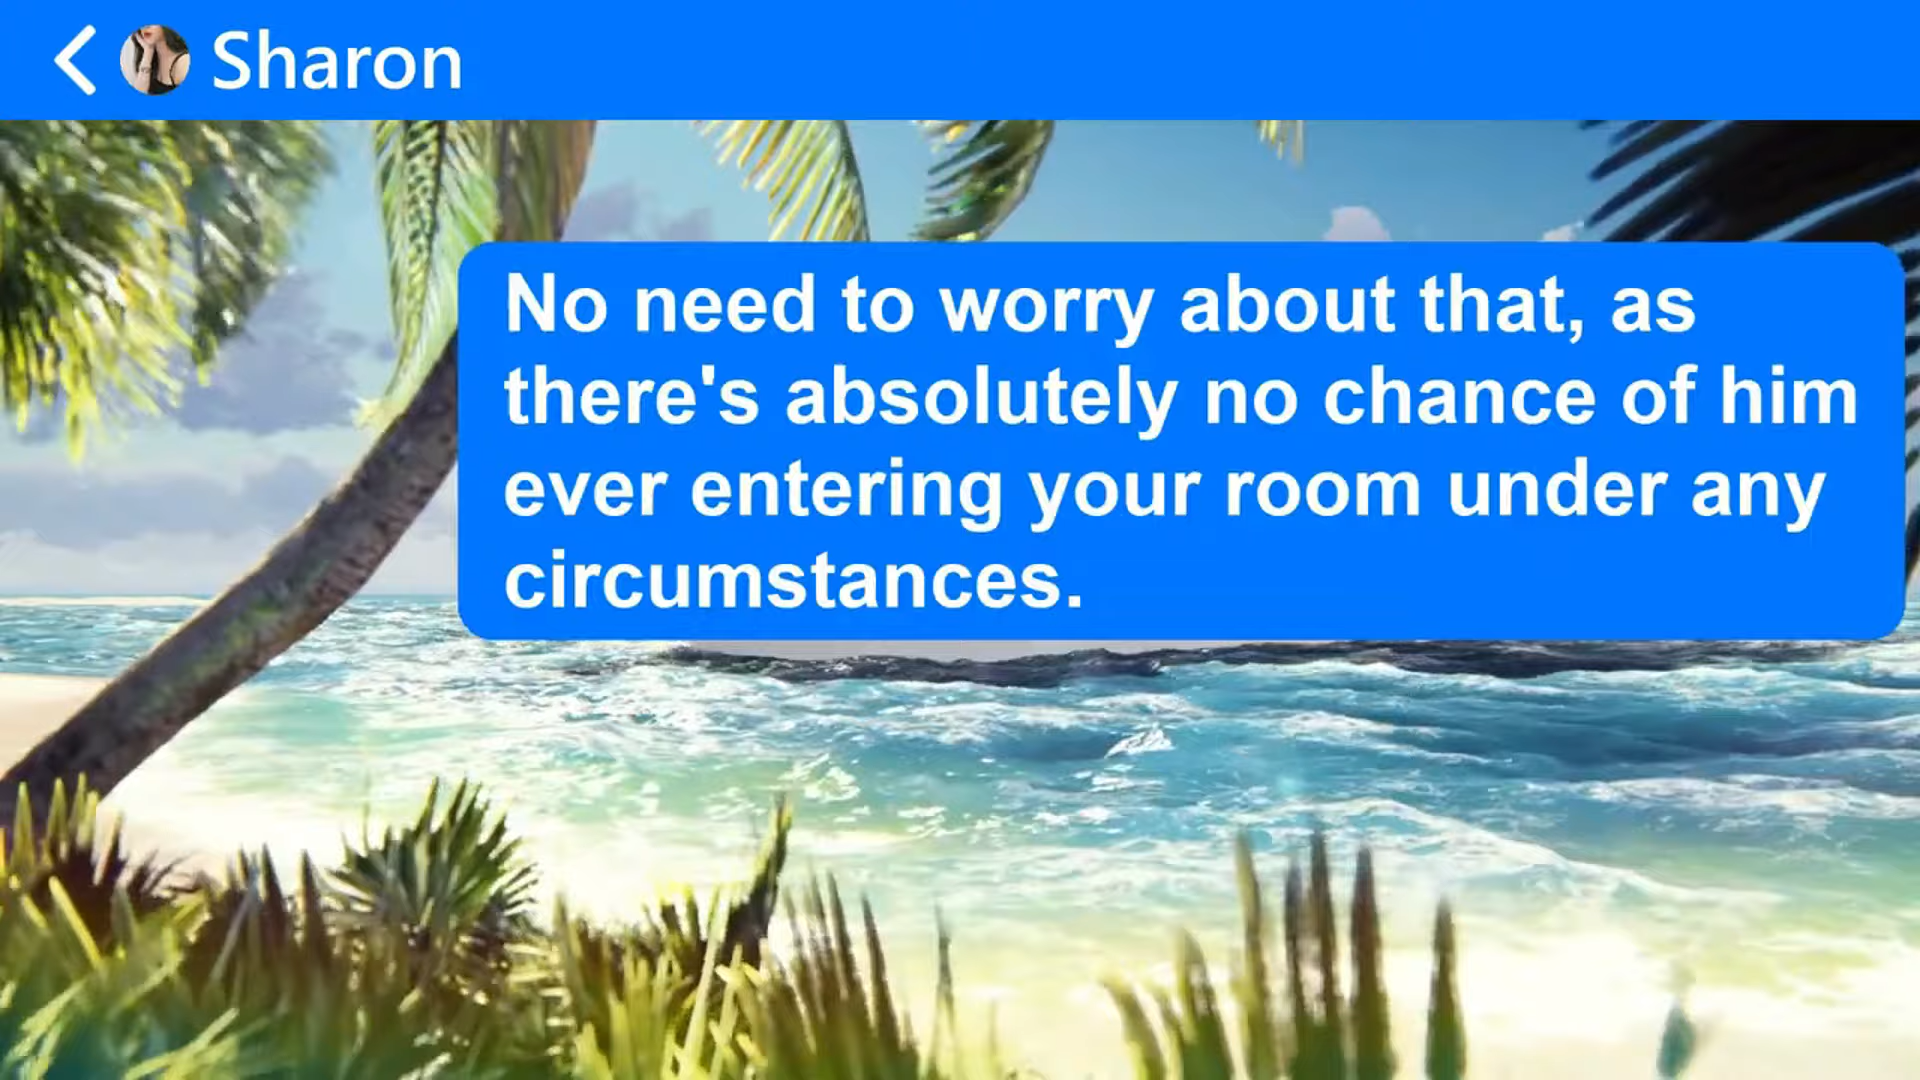 Sharon
No need to worry about that, as
there's absolutely no chance of him
ever entering your room under any
circumstances.